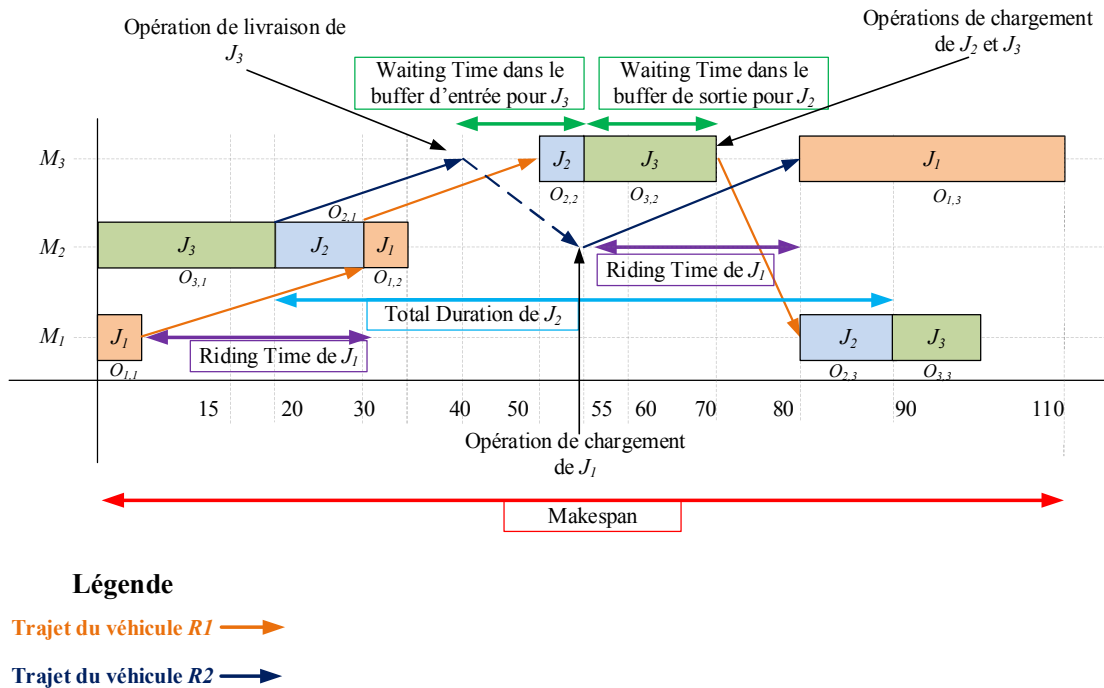 Opération de livraison de
J3
Opérations de chargement
de J2 et J3
Waiting Time dans le
buffer d'entrée pour J3
Waiting Time dans le
buffer de sortie pour J2
M3
J2
J3
J1
O2,2
O3,2
O1,3
O2,1
M2
J3
J2
J1
O3,1
O1,2
Riding Time de J1
Total Duration de J2
M1
J1
J2
J3
Riding Time de J1
O1,1
O2,3
O3,3
15 20 30 40 50 55 60 70 80 90 110
Opération de chargement
de J1
Makespan
Légende
Trajet du véhicule R1
Trajet du véhicule R2